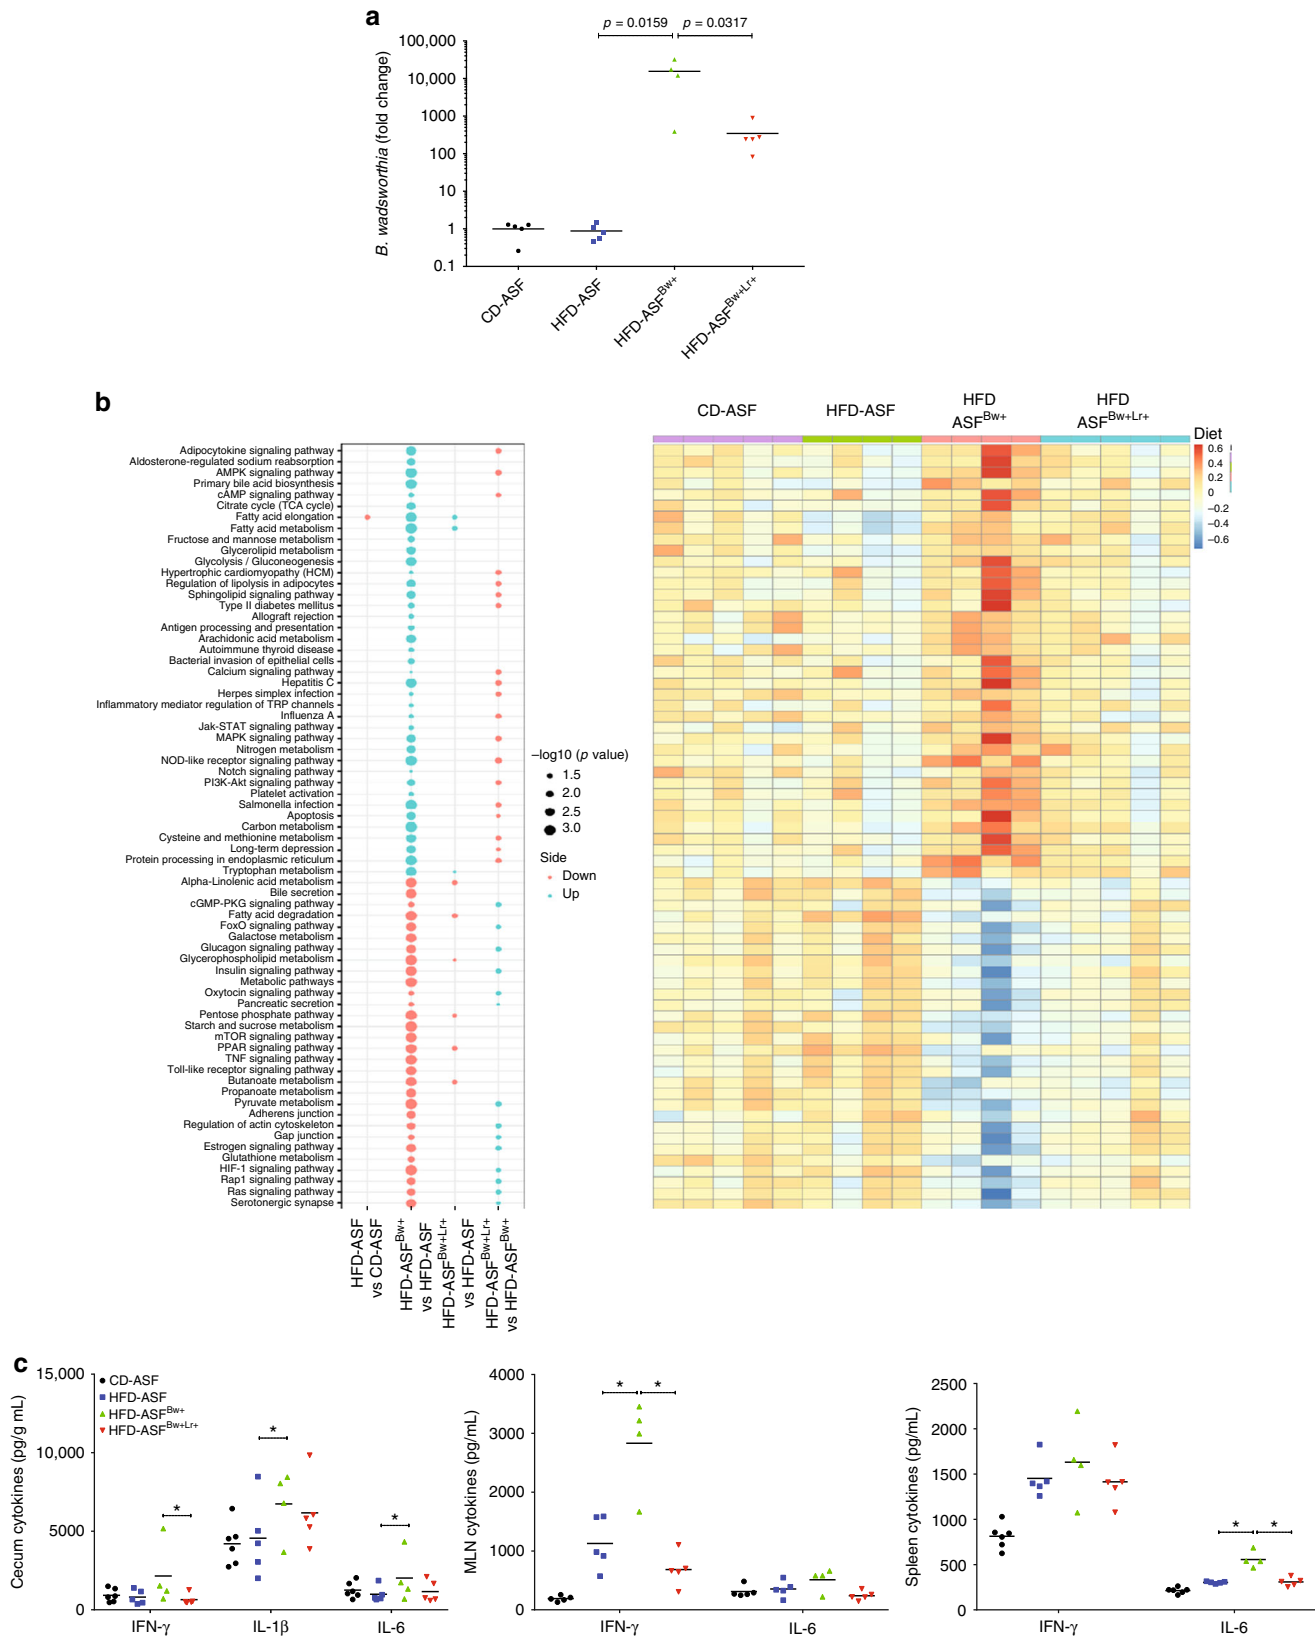 a
p = 0.0159
p = 0.0317
B. wadsworthia (fold change)
100,000
10,000
1000
100
10
1
0.1
CD-ASF
HFD-ASF
HFD-ASFBw+
HFD-ASFBw+Lr+
b
Adipocytokine signaling pathway
Aldosterone-regulated sodium reabsorption
AMPK signaling pathway
Primary bile acid biosynthesis
cAMP signaling pathway
Citrate cycle (TCA cycle)
Fatty acid elongation
Fatty acid metabolism
Fructose and mannose metabolism
Glycerolipid metabolism
Glycolysis / Gluconeogenesis
Hypertrophic cardiomyopathy (HCM)
Regulation of lipolysis in adipocytes
Sphingolipid signaling pathway
Type II diabetes mellitus
Allograft rejection
Antigen processing and presentation
Arachidonic acid metabolism
Autoimmune thyroid disease
Bacterial invasion of epithelial cells
Calcium signaling pathway
Hepatitis C
Herpes simplex infection
Inflammatory mediator regulation of TRP channels
Influenza A
Jak-STAT signaling pathway
MAPK signaling pathway
Nitrogen metabolism
NOD-like receptor signaling pathway
Notch signaling pathway
PI3K-Akt signaling pathway
Platelet activation
Salmonella infection
Apoptosis
Carbon metabolism
Cysteine and methionine metabolism
Long-term depression
Protein processing in endoplasmic reticulum
Tryptophan metabolism
Alpha-Linolenic acid metabolism
Bile secretion
cGMP-PKG signaling pathway
Fatty acid degradation
FoxO signaling pathway
Galactose metabolism
Glucagon signaling pathway
Glycerophospholipid metabolism
Insulin signaling pathway
Metabolic pathways
Oxytocin signaling pathway
Pancreatic secretion
Pentose phosphate pathway
Starch and sucrose metabolism
mTOR signaling pathway
PPAR signaling pathway
TNF signaling pathway
Toll-like receptor signaling pathway
Butanoate metabolism
Propanoate metabolism
Pyruvate metabolism
Adherens junction
Regulation of actin cytoskeleton
Gap junction
Estrogen signaling pathway
Glutathione metabolism
HIF-1 signaling pathway
Rap1 signaling pathway
Ras signaling pathway
Serotonergic synapse
HFD-ASF
vs CD-ASF
HFD-ASFBw+
vs HFD-ASF
HFD-ASFBw+Lr+
vs HFD-ASF
HFD-ASFBw+Lr+
vs HFD-ASFBw+
–log10 (p value)
1.5
2.0
2.5
3.0
Side
Down
Up
CD-ASF
HFD-ASF
HFD
ASFBw+
HFD
ASFBw+Lr+
Diet
0.6
0.4
0.2
0
–0.2
–0.4
–0.6
c
Cecum cytokines (pg/g mL)
15,000
10,000
5000
0
CD-ASF
HFD-ASF
HFD-ASFBw+
HFD-ASFBw+Lr+
*
*
*
IFN-γ
IL-1β
IL-6
MLN cytokines (pg/mL)
4000
3000
2000
1000
0
*
*
IFN-γ
IL-6
Spleen cytokines (pg/mL)
2500
2000
1500
1000
500
0
*
*
IFN-γ
IL-6